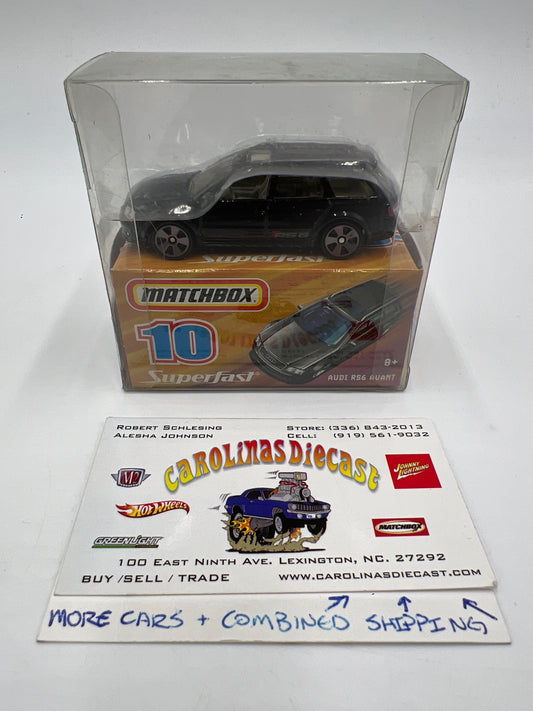 RS6
Superfast
MATCHBOX
10
Superfast
8+
AUDI RS6 AVANT
ROBERT SCHLESING
ALESHA JOHNSON
STORE: (336) 843-2013
CELL: (919) 561-9032
CAROLINAS DIECAST
M2
JOHNNY LIGHTNING
HOT WHEELS
MATCHBOX
GREENLIGHT
100 EAST NINTH AVE. LEXINGTON, NC. 27292
BUY /SELL / TRADE
WWW.CAROLINASDIECAST.COM
MORE CARS + COMBINED SHIPPING